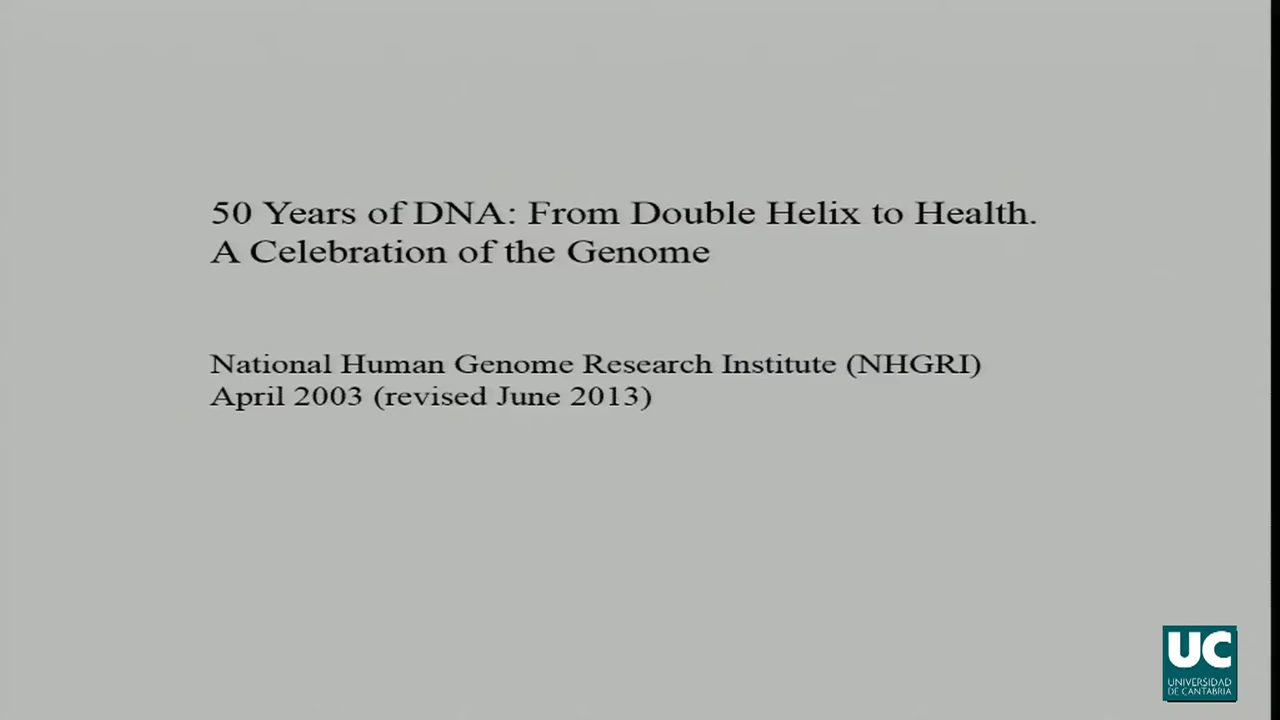 50 Years of DNA: From Double Helix to Health.
A Celebration of the Genome
National Human Genome Research Institute (NHGRI)
April 2003 (revised June 2013)
UC
UNIVERSIDAD
DE CANTABRIA